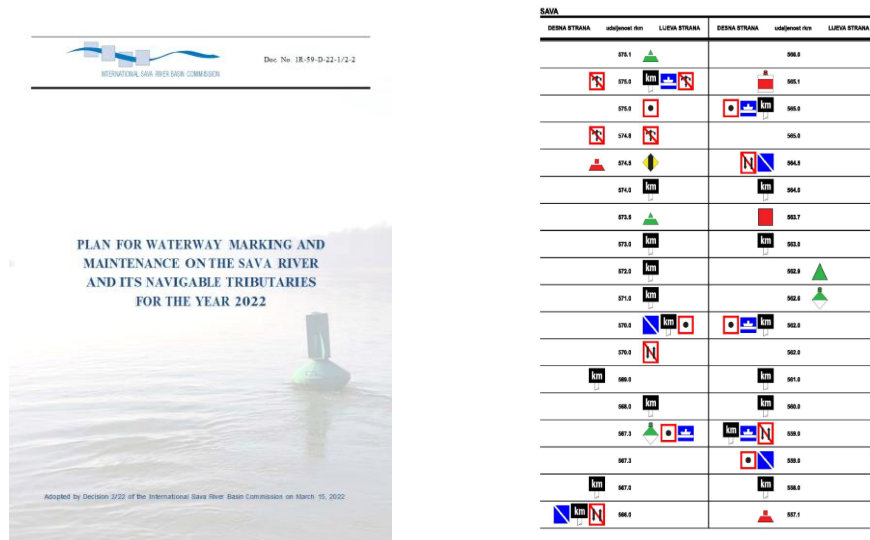 INTERNATIONAL SAVA RIVER BASIN COMMISSION
Doc. No: 1R-59-D-22-1/2-2
PLAN FOR WATERWAY MARKING AND
MAINTENANCE ON THE SAVA RIVER
AND ITS NAVIGABLE TRIBUTARIES
FOR THE YEAR 2022
Adopted by Decision 2/22 of the International Sava River Basin Commission on March 15, 2022
SAVA
DESNA STRANA udaljenost rkm LIJEVA STRANA DESNA STRANA udaljenost rkm LIJEVA STRANA
575.1 566.0
575.0 km 565.1
575.0 km 565.0
574.8 565.0
574.5 564.5
574.0 km km 564.0
573.5 563.7
573.0 km km 563.0
572.0 km 562.9
571.0 km 562.6
570.0 km km 562.0
570.0 562.0
km 569.0 km 561.0
568.0 km km 560.0
567.3 km 559.0
567.3 559.0
km 567.0 km 558.0
km 566.0 557.1